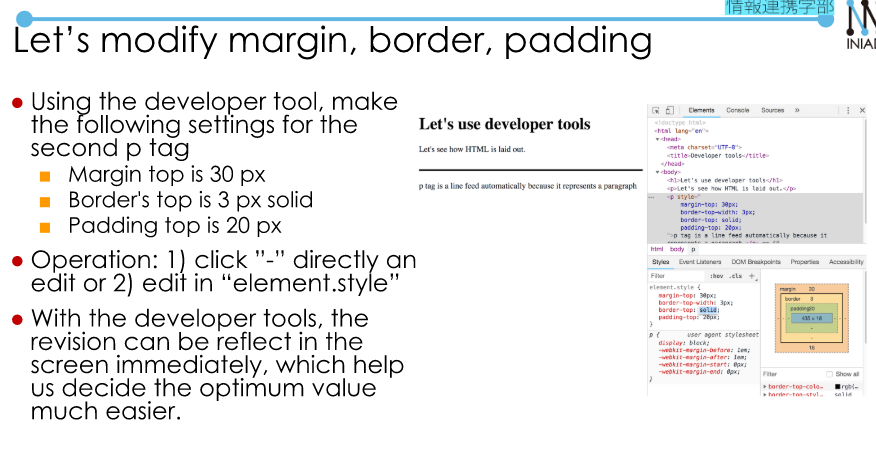 情報連携学部
INIAD
Let's modify margin, border, padding
Using the developer tool, make
the following settings for the
second p tag
Margin top is 30 px
Border's top is 3 px solid
Padding top is 20 px
Operation: 1) click ”-” directly an
edit or 2) edit in “element.style”
With the developer tools, the
revision can be reflect in the
screen immediately, which help
us decide the optimum value
much easier.
Let's use developer tools
Let's see how HTML is laid out.
p tag is a line feed automatically because it represents a paragraph
Elements Console Sources »
<!doctype html>
<html lang="en">
<head>
<meta charset="UTF-8">
<title>Developer tools</title>
</head>
<body>
<h1>Let's use developer tools</h1>
<p>Let's see how HTML is laid out.</p>
<p style="
margin-top: 30px;
border-top-width: 3px;
border-top: solid;
padding-top: 20px;
">p tag is a line feed automatically because it
html body p
Styles Event Listeners DOM Breakpoints Properties Accessibility
Filter :hov .cls +
element.style {
margin-top: 30px;
border-top-width: 3px;
border-top: solid;
padding-top: 20px;
}
p { user agent stylesheet
display: block;
-webkit-margin-before: 1em;
-webkit-margin-after: 1em;
-webkit-margin-start: 0px;
-webkit-margin-end: 0px;
}
margin
border 3
padding20
-
16
Filter Show all
border-top-colo… rgb(…
border-top-styl… solid